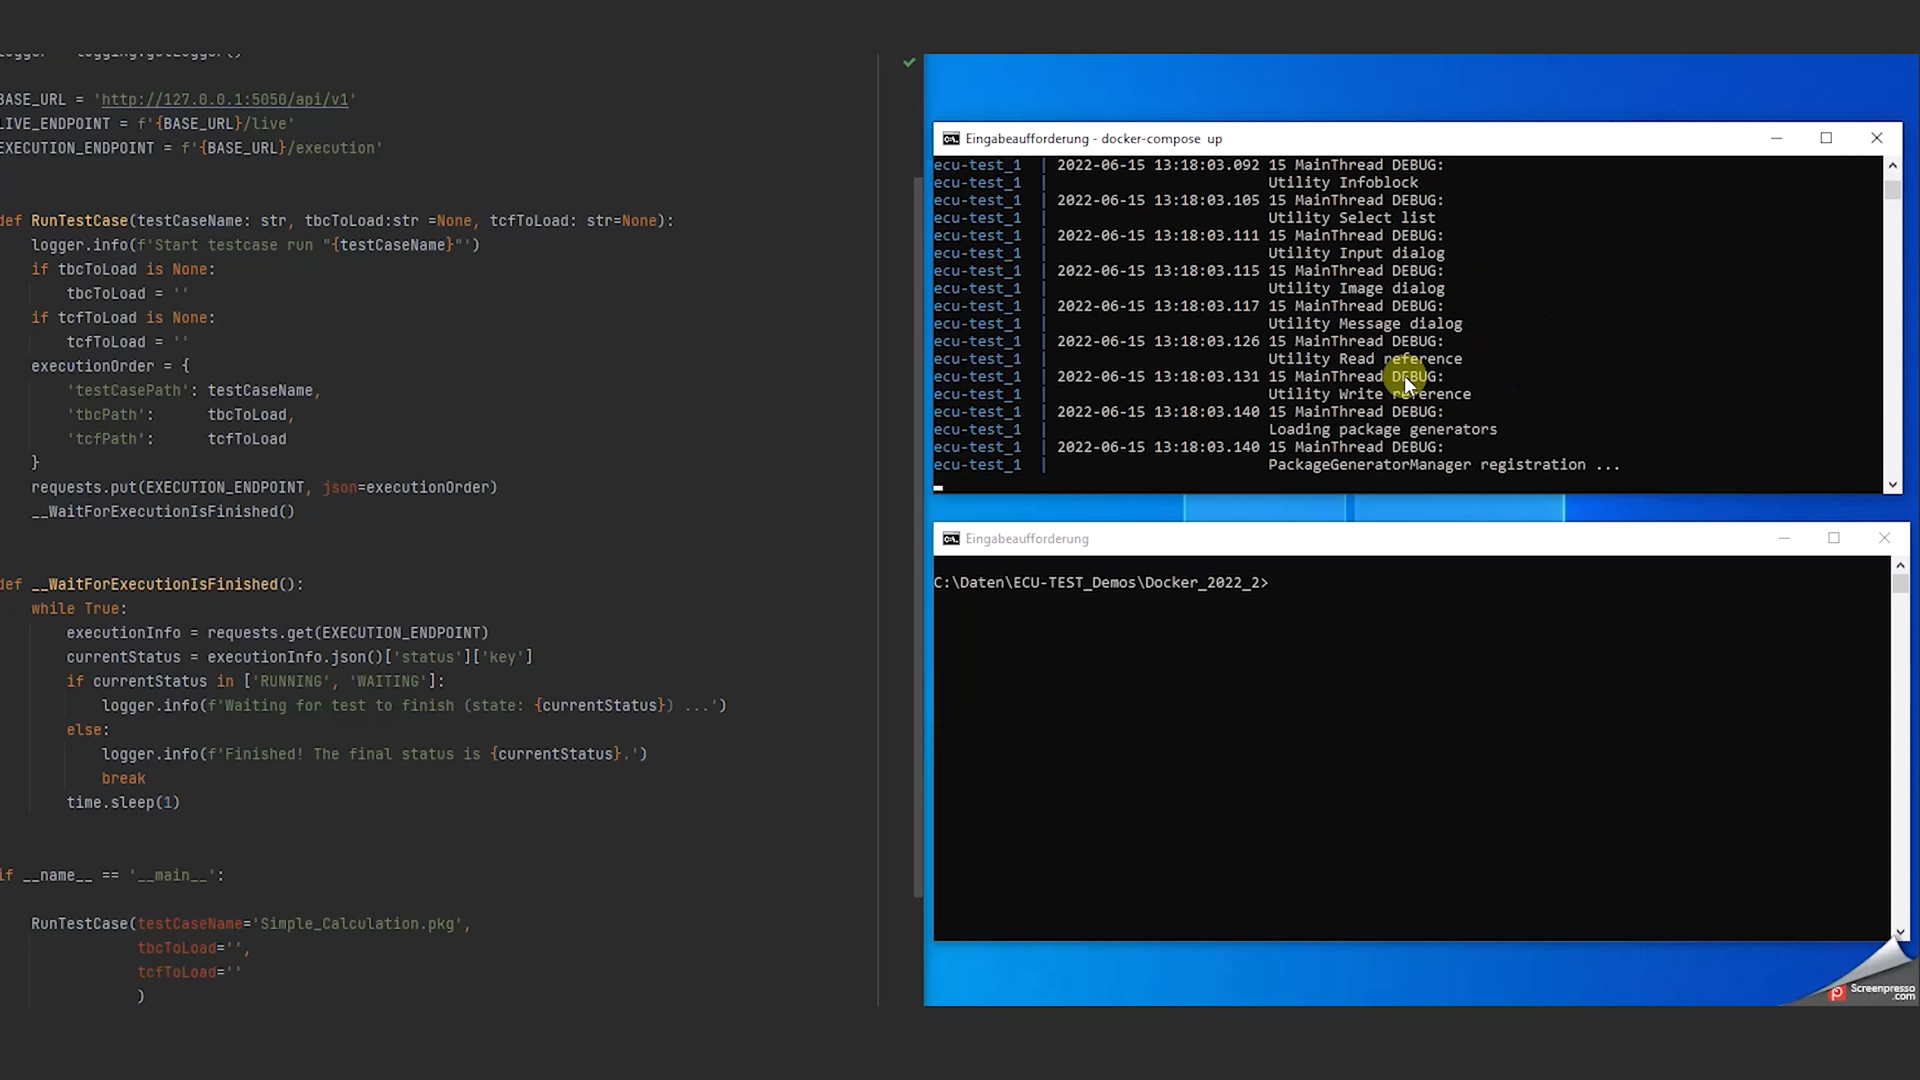 logger = logging.getLogger()
BASE_URL = 'http://127.0.0.1:5050/api/v1'
LIVE_ENDPOINT = f'{BASE_URL}/live'
EXECUTION_ENDPOINT = f'{BASE_URL}/execution'
def RunTestCase(testCaseName: str, tbcToLoad:str =None, tcfToLoad: str=None):
logger.info(f'Start testcase run "{testCaseName}"')
if tbcToLoad is None:
tbcToLoad = ''
if tcfToLoad is None:
tcfToLoad = ''
executionOrder = {
'testCasePath': testCaseName,
'tbcPath': tbcToLoad,
'tcfPath': tcfToLoad
}
requests.put(EXECUTION_ENDPOINT, json=executionOrder)
__WaitForExecutionIsFinished()
def __WaitForExecutionIsFinished():
while True:
executionInfo = requests.get(EXECUTION_ENDPOINT)
currentStatus = executionInfo.json()['status']['key']
if currentStatus in ['RUNNING', 'WAITING']:
logger.info(f'Waiting for test to finish (state: {currentStatus}) ...')
else:
logger.info(f'Finished! The final status is {currentStatus}.')
break
time.sleep(1)
if __name__ == '__main__':
RunTestCase(testCaseName='Simple_Calculation.pkg',
tbcToLoad='',
tcfToLoad=''
)
Eingabeaufforderung - docker-compose up
ecu-test_1 | 2022-06-15 13:18:03.092 15 MainThread DEBUG:
ecu-test_1 | Utility Infoblock
ecu-test_1 | 2022-06-15 13:18:03.105 15 MainThread DEBUG:
ecu-test_1 | Utility Select list
ecu-test_1 | 2022-06-15 13:18:03.111 15 MainThread DEBUG:
ecu-test_1 | Utility Input dialog
ecu-test_1 | 2022-06-15 13:18:03.115 15 MainThread DEBUG:
ecu-test_1 | Utility Image dialog
ecu-test_1 | 2022-06-15 13:18:03.117 15 MainThread DEBUG:
ecu-test_1 | Utility Message dialog
ecu-test_1 | 2022-06-15 13:18:03.126 15 MainThread DEBUG:
ecu-test_1 | Utility Read reference
ecu-test_1 | 2022-06-15 13:18:03.131 15 MainThread DEBUG:
ecu-test_1 | Utility Write reference
ecu-test_1 | 2022-06-15 13:18:03.140 15 MainThread DEBUG:
ecu-test_1 | Loading package generators
ecu-test_1 | 2022-06-15 13:18:03.140 15 MainThread DEBUG:
ecu-test_1 | PackageGeneratorManager registration ...
Eingabeaufforderung
C:\Daten\ECU-TEST_Demos\Docker_2022_2>
Screenpresso
.com